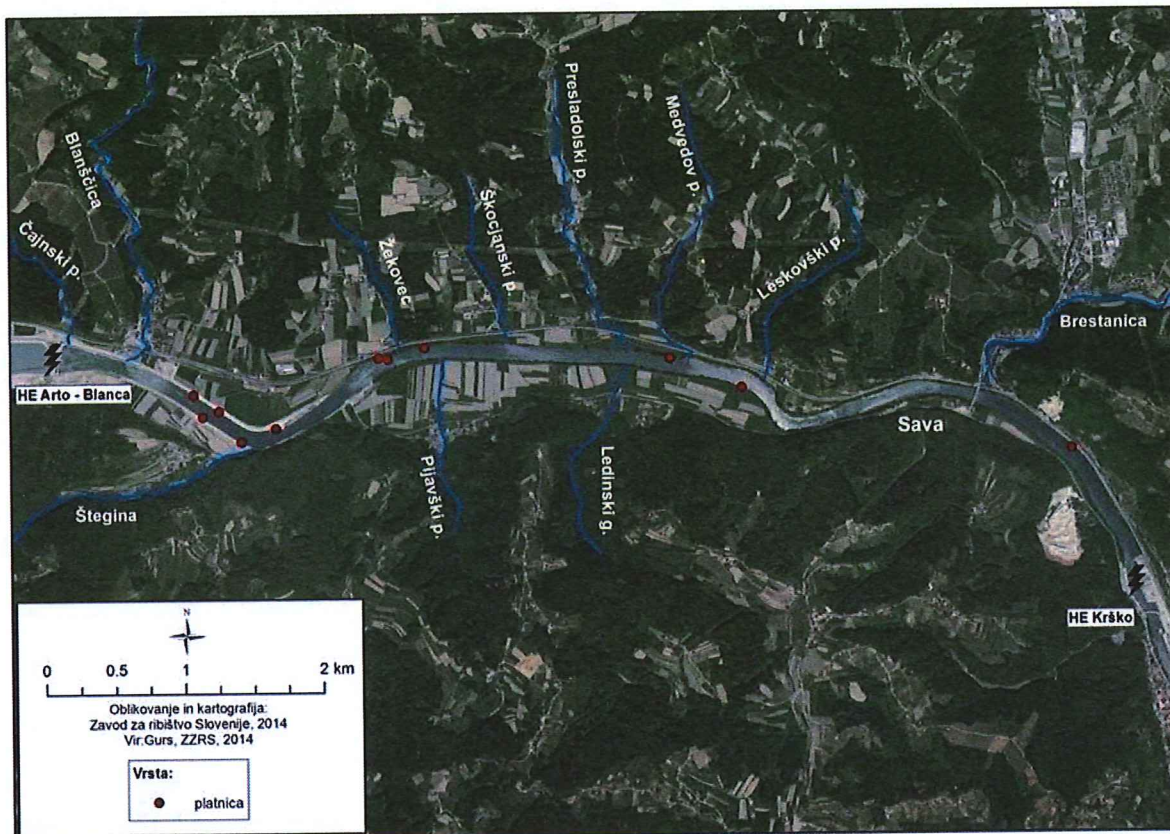 Presladolski p.
Medvedov p.
Blanščica
Škocjanski p.
Čajnski p.
Žekovec
Leskovški p.
Brestanica
HE Arto - Blanca
Sava
Pijavški p.
Ledinski g.
Štegina
HE Krško
N
0 0.5 1 2 km
Oblikovanje in kartografija:
Zavod za ribištvo Slovenije, 2014
Vir:Gurs, ZZRS, 2014
Vrsta:
platnica